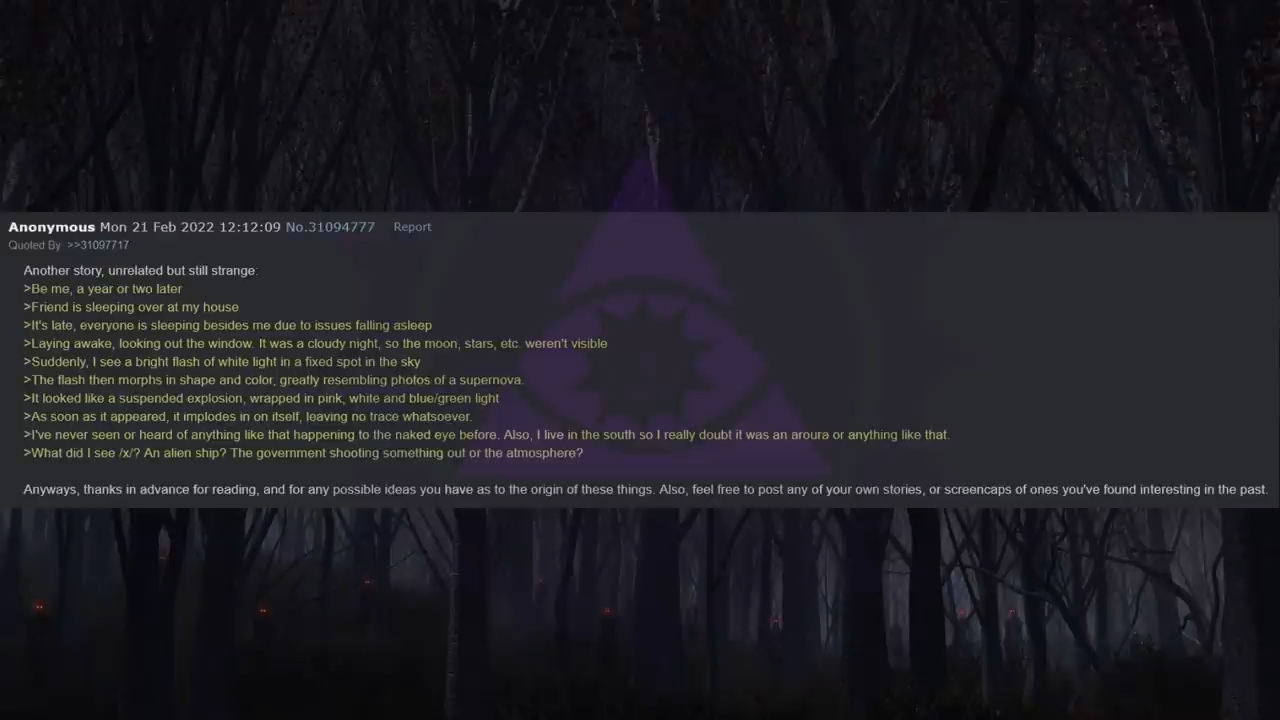 Anonymous Mon 21 Feb 2022 12:12:09 No.31094777 Report
Quoted By >>31097717
Another story, unrelated but still strange:
>Be me, a year or two later
>Friend is sleeping over at my house
>It's late, everyone is sleeping besides me due to issues falling asleep
>Laying awake, looking out the window. It was a cloudy night, so the moon, stars, etc. weren't visible
>Suddenly, I see a bright flash of white light in a fixed spot in the sky
>The flash then morphs in shape and color, greatly resembling photos of a supernova.
>It looked like a suspended explosion, wrapped in pink, white and blue/green light
>As soon as it appeared, it implodes in on itself, leaving no trace whatsoever.
>I've never seen or heard of anything like that happening to the naked eye before. Also, I live in the south so I really doubt it was an aroura or anything like that.
>What did I see /x/? An alien ship? The government shooting something out or the atmosphere?
Anyways, thanks in advance for reading, and for any possible ideas you have as to the origin of these things. Also, feel free to post any of your own stories, or screencaps of ones you've found interesting in the past.